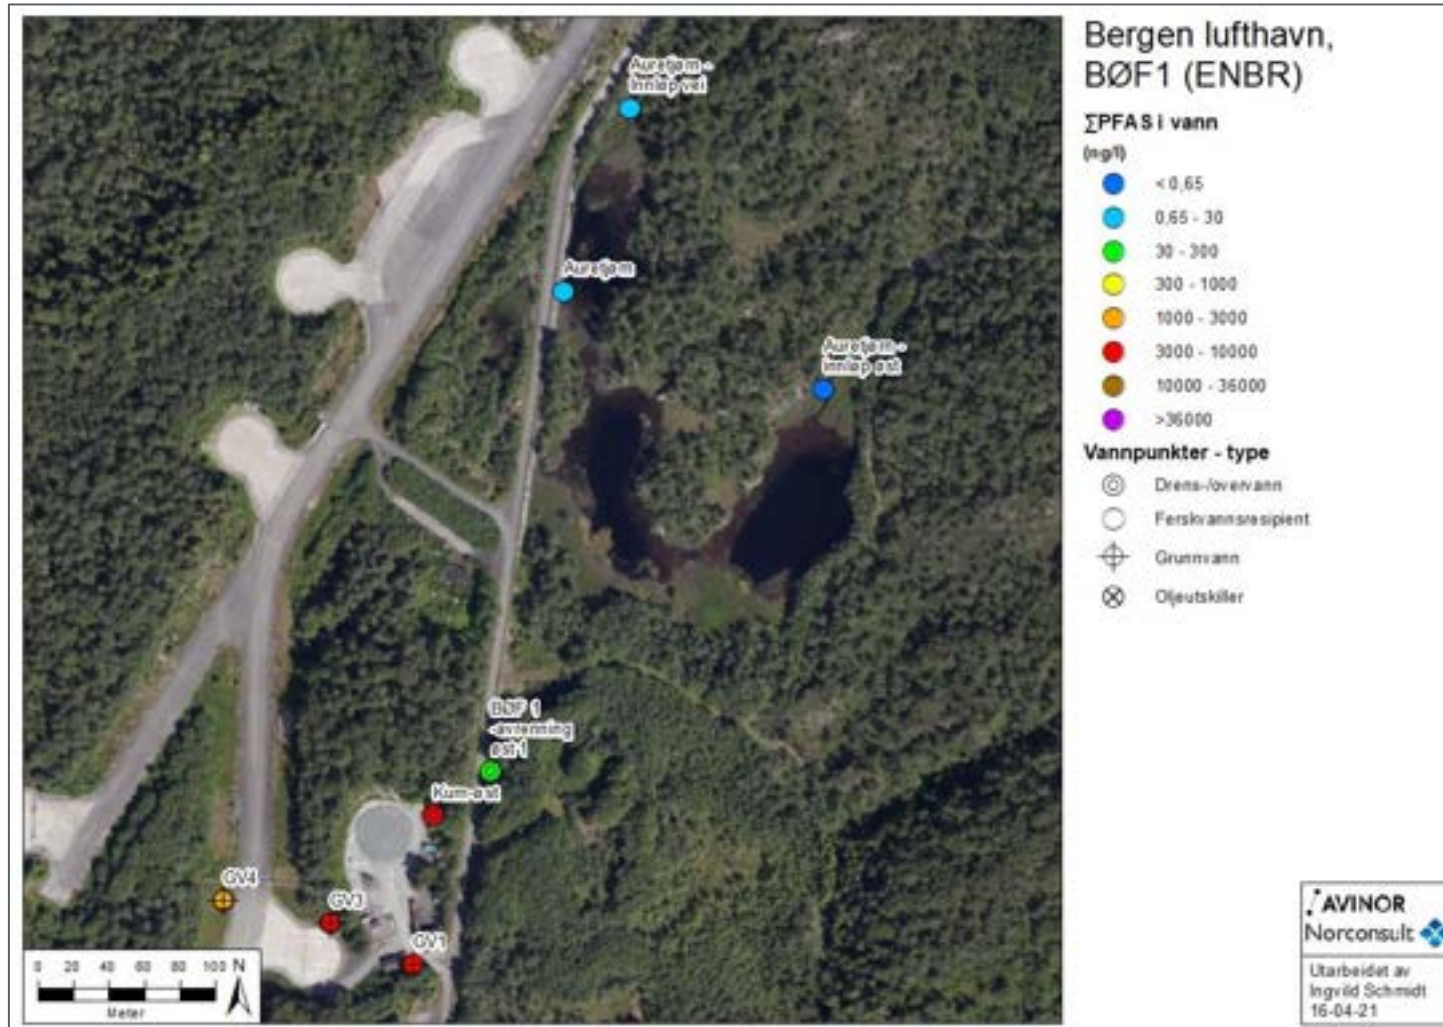 Bergen lufthavn,
BØF1 (ENBR)
∑PFAS i vann
(ng/l)
< 0,65
0,65 - 30
30 - 300
300 - 1000
1000 - 3000
3000 - 10000
10000 - 36000
>36000
Vannpunkter - type
Drens-/overvann
Ferskvannsresipient
Grunnvann
Oljeutskiller
Auretjørn -
Innløp vei
Auretjørn
Auretjørn -
innløp øst
BØF 1
-avrenning
øst 1
Kum-øst
GV4
GV3
GV1
0 20 40 60 80 100 N
Meter
AVINOR
Norconsult
Utarbeidet av
Ingvild Schmidt
16-04-21